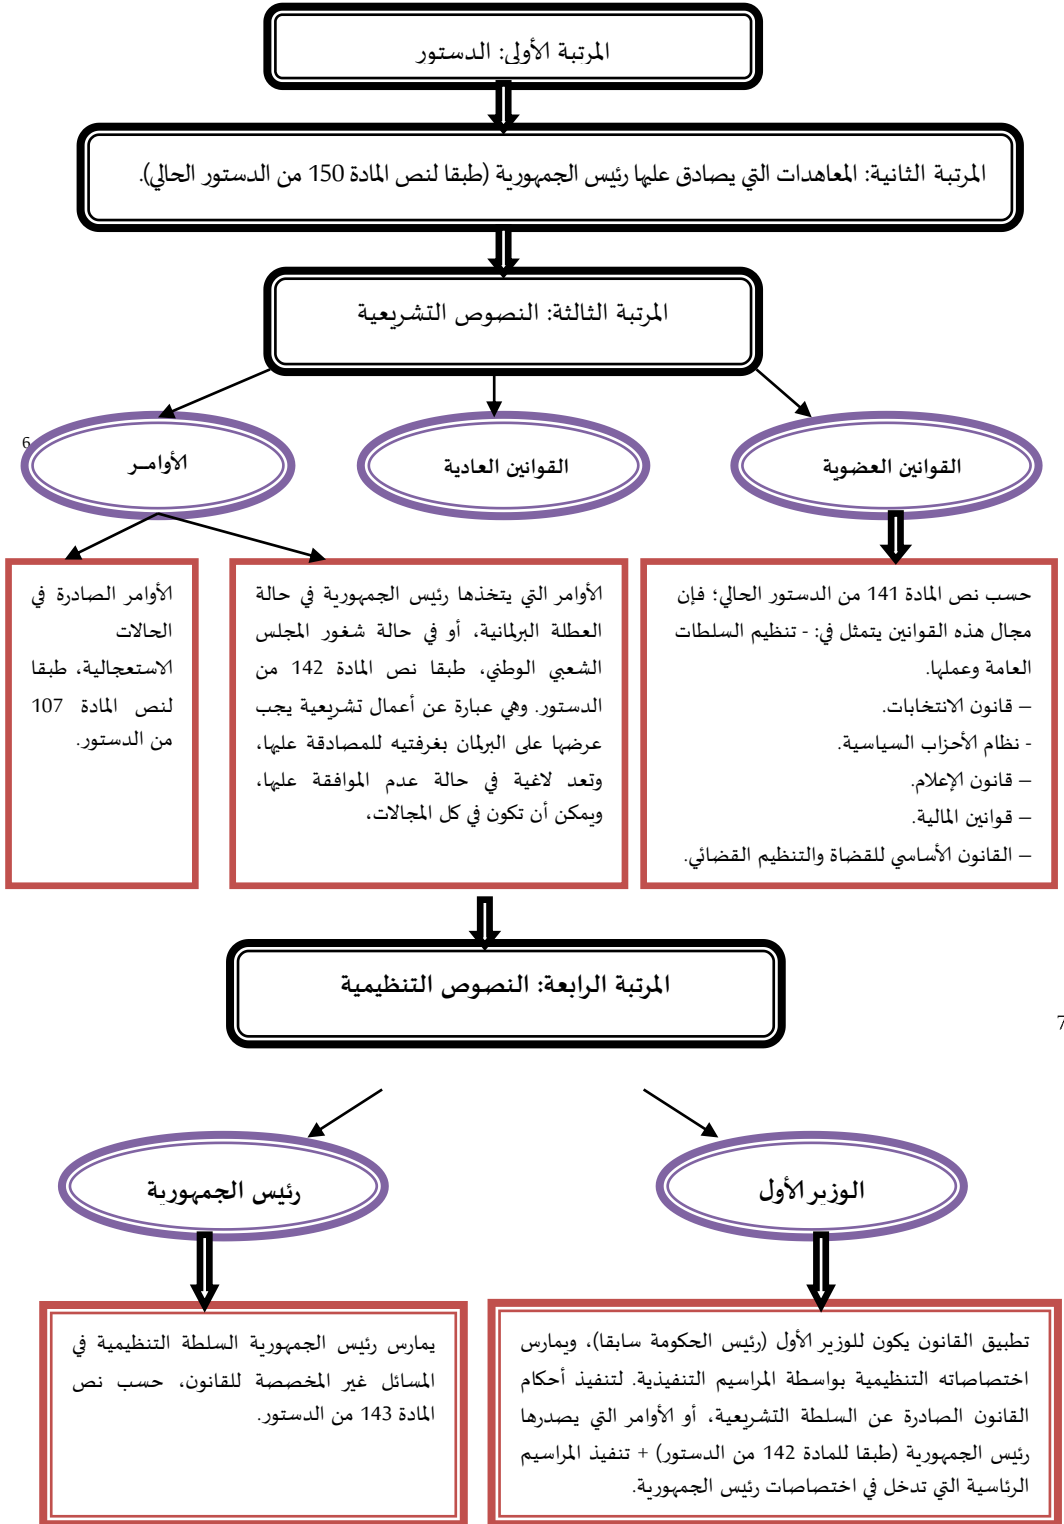 المرتبة الأولى: الدستور
المرتبة الثانية: المعاهدات التي يصادق عليها رئيس الجمهورية (طبقا لنص المادة 150 من الدستور الحالي).
المرتبة الثالثة: النصوص التشريعية
القوانين العضوية
القوانين العادية
الأوامـر
6
حسب نص المادة 141 من الدستور الحالي؛ فإن
مجال هذه القوانين يتمثل في: - تنظيم السلطات
العامة وعملها.
– قانون الانتخابات.
- نظام الأحزاب السياسية.
– قانون الإعلام.
– قوانين المالية.
– القانون الأساسي للقضاة والتنظيم القضائي.
الأوامر التي يتخذها رئيس الجمهورية في حالة
العطلة البرلمانية، أو في حالة شغور المجلس
الشعبي الوطني، طبقا نص المادة 142 من
الدستور. وهي عبارة عن أعمال تشريعية يجب
عرضها على البرلمان بغرفتيه للمصادقة عليها،
وتعد لاغية في حالة عدم الموافقة عليها،
ويمكن أن تكون في كل المجالات،
الأوامر الصادرة في
الحالات
الاستعجالية، طبقا
لنص المادة 107
من الدستور.
المرتبة الرابعة: النصوص التنظيمية
7
الوزير الأول
رئيس الجمهورية
تطبيق القانون يكون للوزير الأول (رئيس الحكومة سابقا)، ويمارس
اختصاصاته التنظيمية بواسطة المراسيم التنفيذية. لتنفيذ أحكام
القانون الصادرة عن السلطة التشريعية، أو الأوامر التي يصدرها
رئيس الجمهورية (طبقا للمادة 142 من الدستور) + تنفيذ المراسيم
الرئاسية التي تدخل في اختصاصات رئيس الجمهورية.
يمارس رئيس الجمهورية السلطة التنظيمية في
المسائل غير المخصصة للقانون، حسب نص
المادة 143 من الدستور.